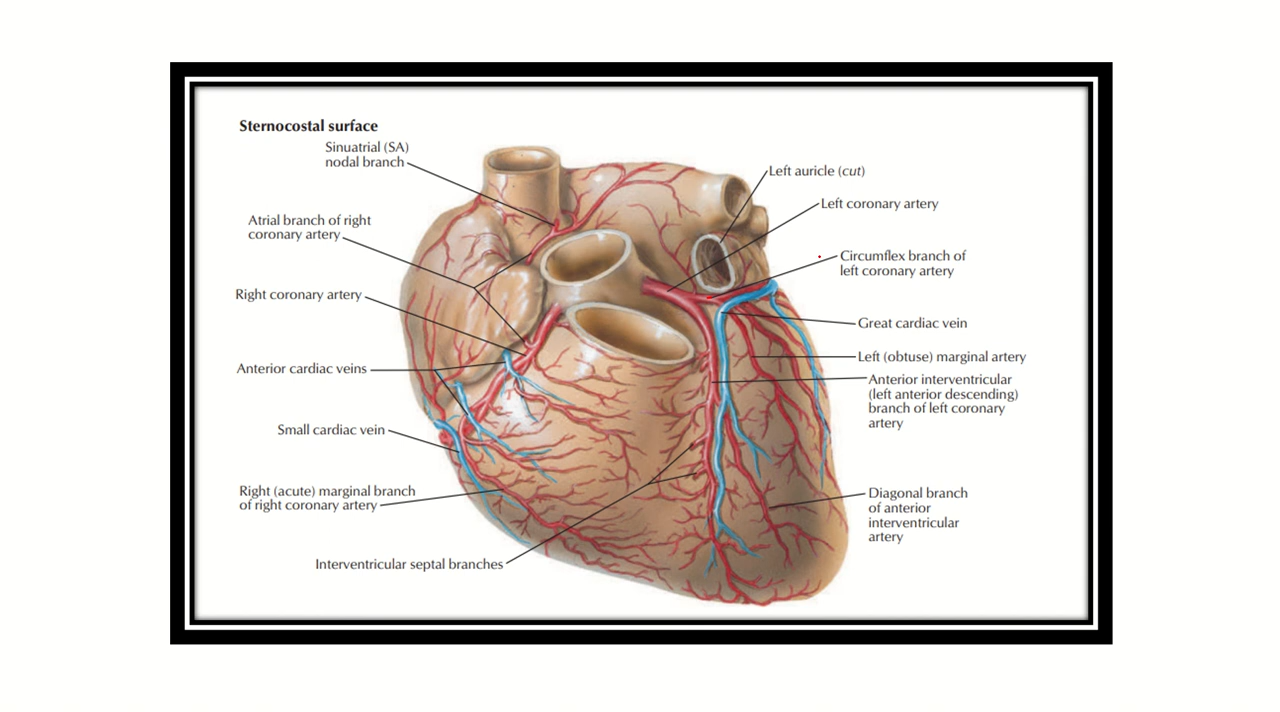 Sternocostal surface
Sinuatrial (SA)
nodal branch
Atrial branch of right
coronary artery
Right coronary artery
Anterior cardiac veins
Small cardiac vein
Right (acute) marginal branch
of right coronary artery
Interventricular septal branches
Left auricle (cut)
Left coronary artery
Circumflex branch of
left coronary artery
Great cardiac vein
Left (obtuse) marginal artery
Anterior interventricular
(left anterior descending)
branch of left coronary
artery
Diagonal branch
of anterior
interventricular
artery